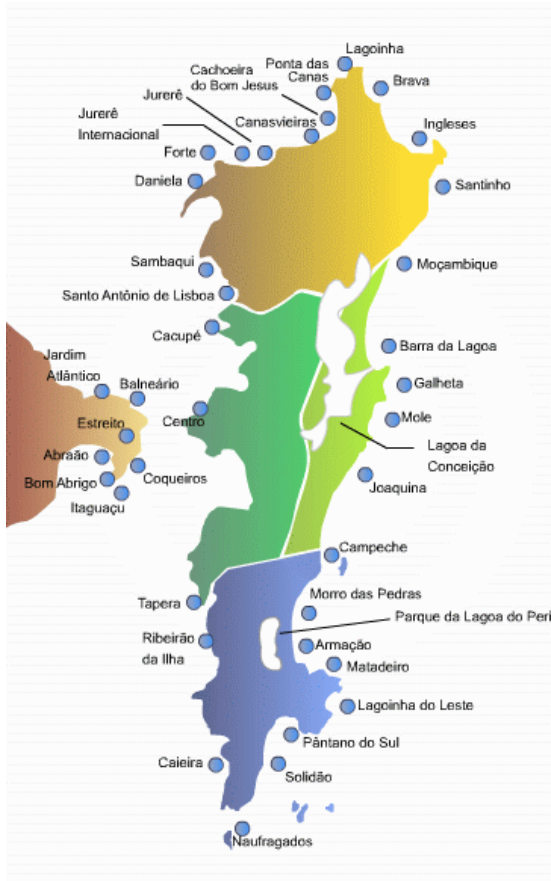 Lagoinha
Ponta das
Canas
Cachoeira
do Bom Jesus
Brava
Jurerê
Jurerê
Internacional
Canasvieiras
Ingleses
Forte
Daniela
Santinho
Sambaqui
Moçambique
Santo Antônio de Lisboa
Cacupé
Barra da Lagoa
Jardim
Atlântico
Balneário
Galheta
Estreito
Centro
Mole
Lagoa da
Conceição
Abraão
Bom Abrigo
Coqueiros
Itaguaçu
Joaquina
Campeche
Tapera
Morro das Pedras
Parque da Lagoa do Peri
Ribeirão
da Ilha
Armação
Matadeiro
Lagoinha do Leste
Pântano do Sul
Caieira
Solidão
Naufragados